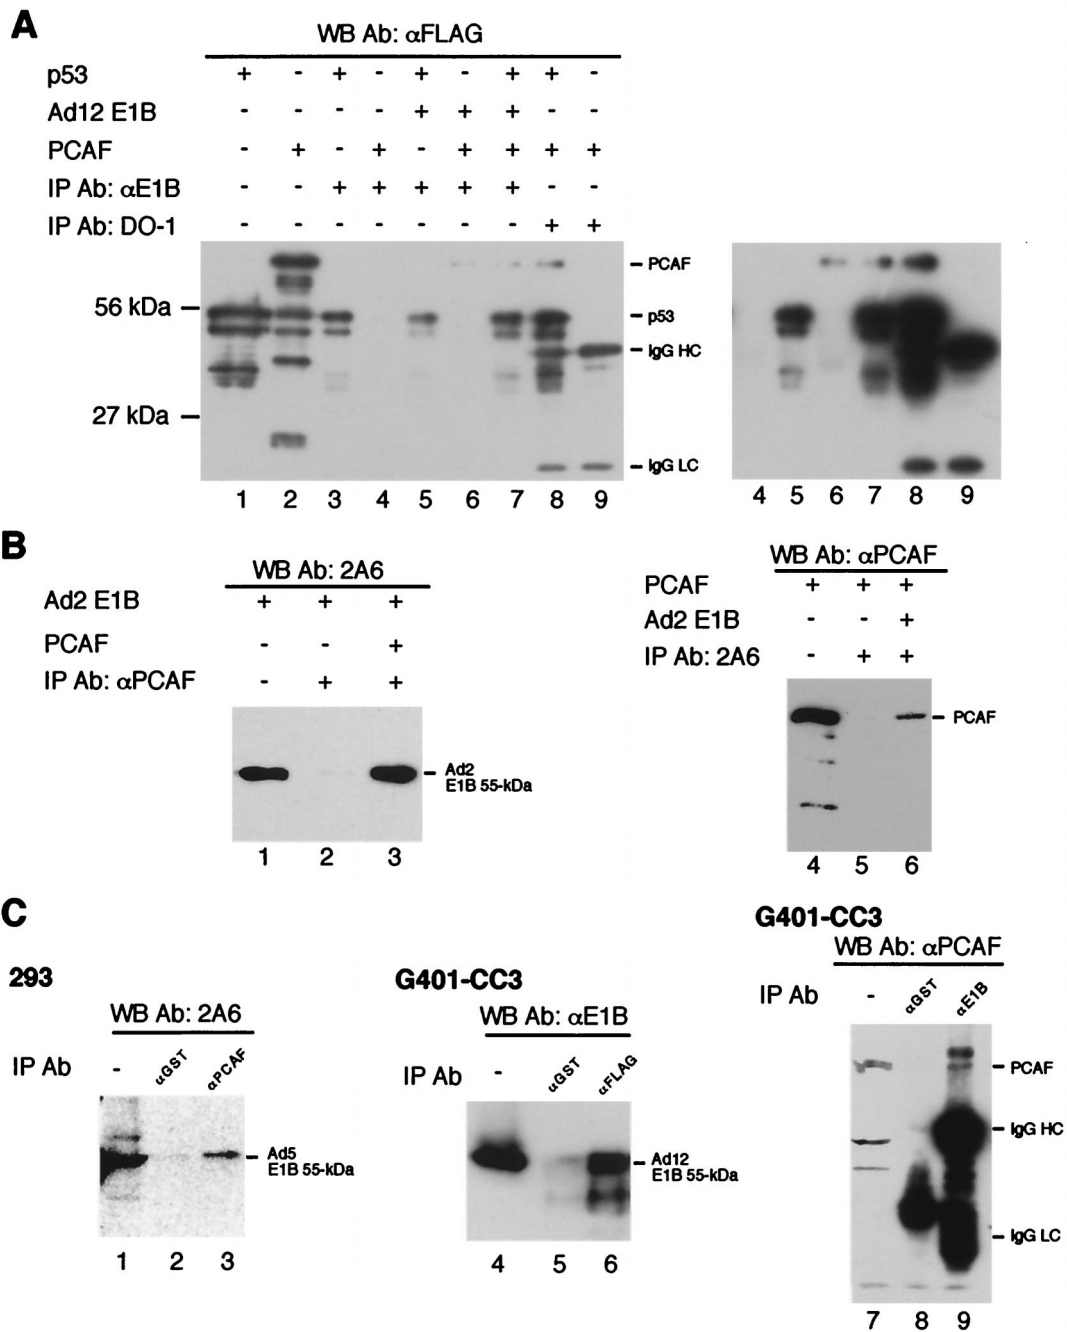 A
WB Ab: αFLAG
p53 + - + - + - + + -
Ad12 E1B - - - - + + + - -
PCAF - + - + - + + + +
IP Ab: αE1B - - + + + + + - -
IP Ab: DO-1 - - - - - - - + +
PCAF
56 kDa
p53
IgG HC
27 kDa
IgG LC
1 2 3 4 5 6 7 8 9
4 5 6 7 8 9
B
WB Ab: 2A6
Ad2 E1B + + +
PCAF - - +
IP Ab: αPCAF - + +
Ad2
E1B 55-kDa
1 2 3
WB Ab: αPCAF
PCAF + + +
Ad2 E1B - - +
IP Ab: 2A6 - + +
PCAF
4 5 6
C
293
WB Ab: 2A6
IP Ab - αGST αPCAF
Ad5
E1B 55-kDa
1 2 3
G401-CC3
WB Ab: αE1B
IP Ab - αGST αFLAG
Ad12
E1B 55-kDa
4 5 6
G401-CC3
WB Ab: αPCAF
IP Ab - αGST αE1B
PCAF
IgG HC
IgG LC
7 8 9